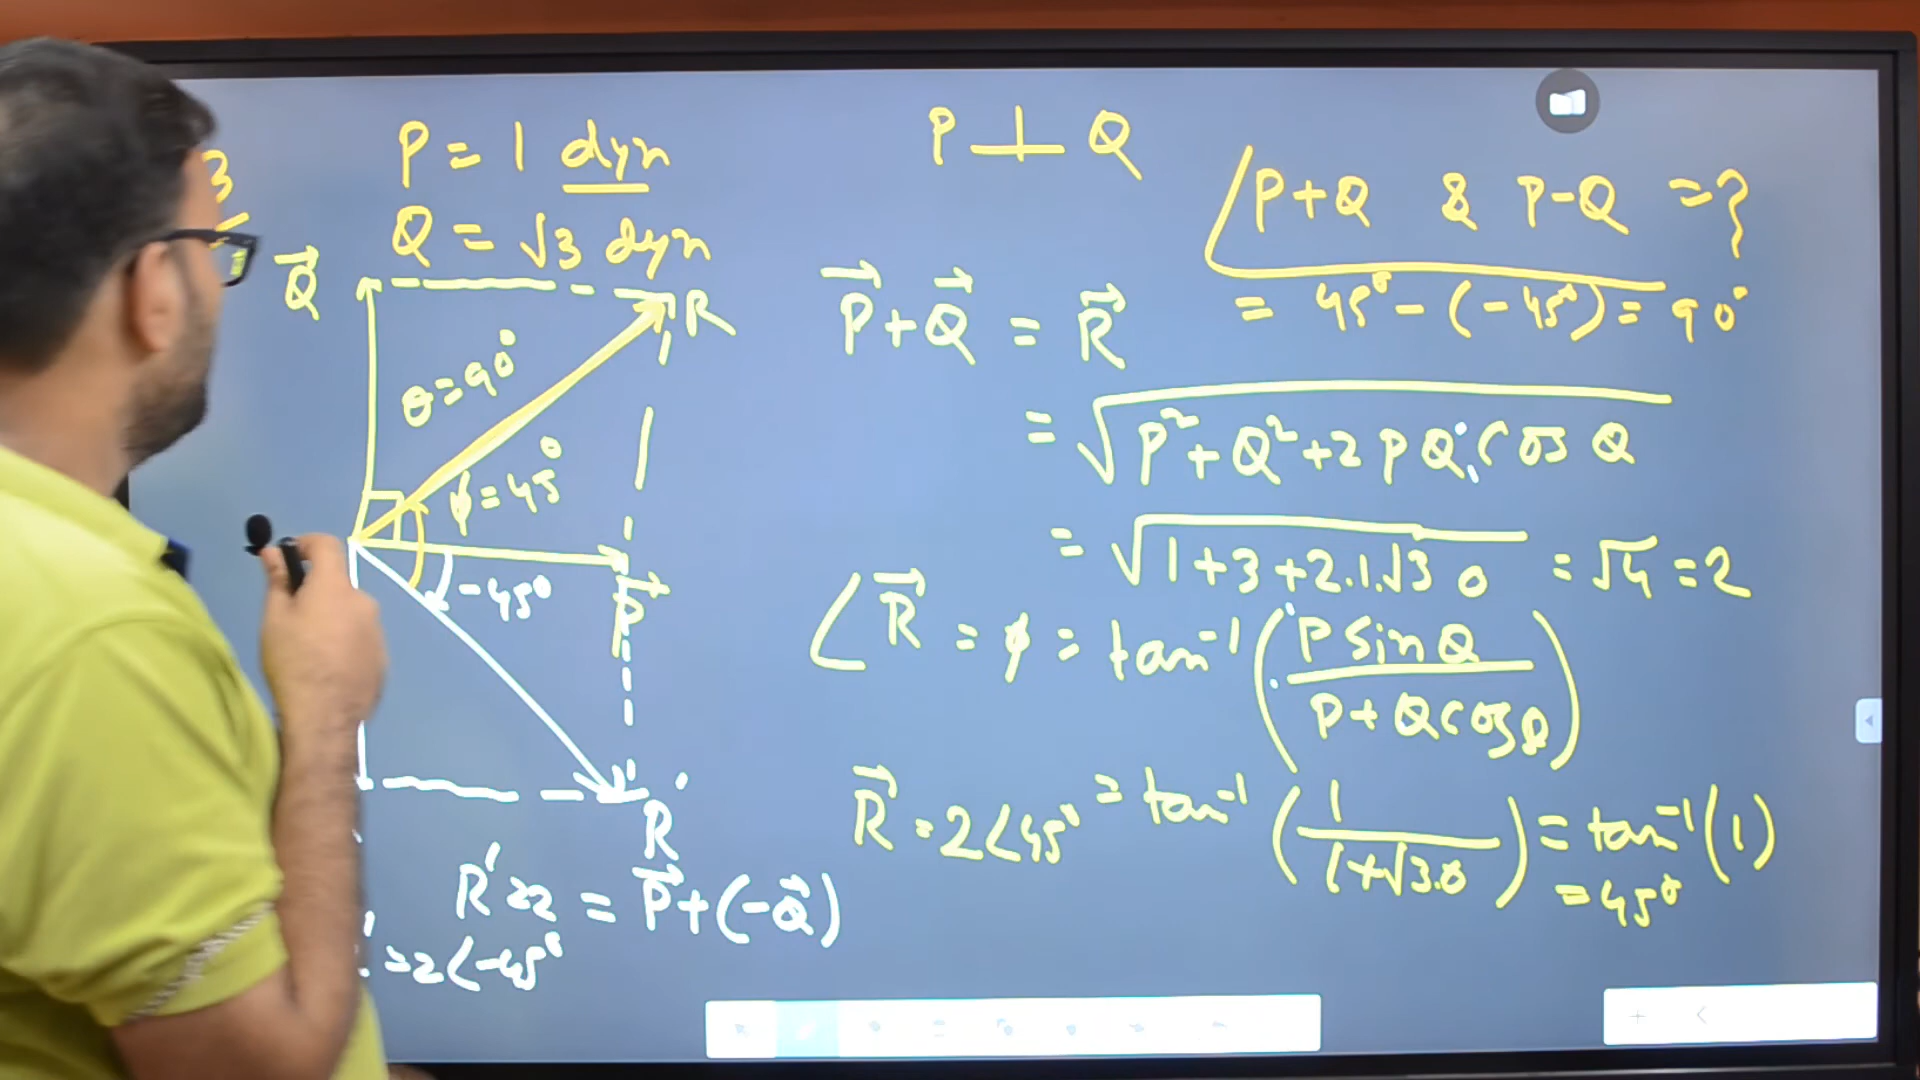 3
P = 1 dyn
Q = √3 dyn
P ⊥ Q
∠P+Q & P-Q = ?
= 45° - (-45°) = 90°
Q⃗
R
θ=90°
ϕ=45°
-45°
P⃗
R'
R'=2 = P⃗+(-Q⃗)
=2∠-45°
P⃗+Q⃗ = R⃗
= √P²+Q²+2PQ Cos Q
= √1+3+2.1.√3 0 = √4 = 2
∠R⃗ = ϕ = tan⁻¹ (P Sin Q / P+QCosθ)
R⃗ = 2∠45° = tan⁻¹ (1 / 1+√3.0) = tan⁻¹(1)
= 45°